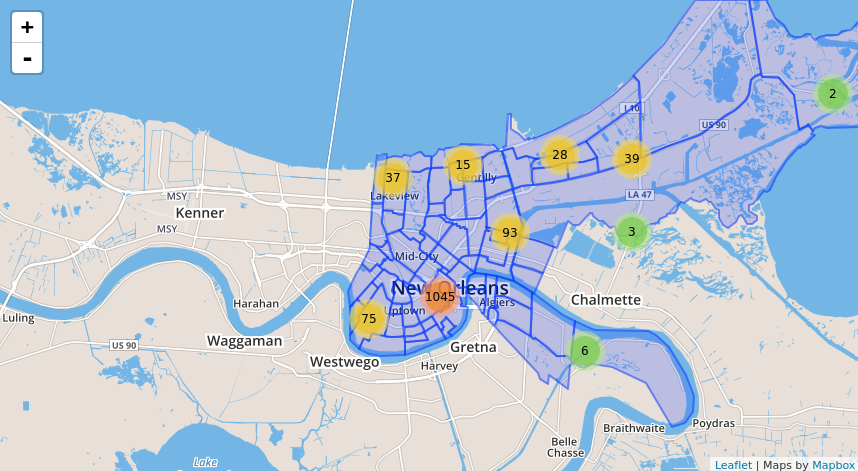 +
-
I 10
2
US 90
15
28
39
37
Gentilly
Lakeview
MSY
LA 47
Kenner
MSY
93
3
Mid-City
New Orleans
1045
Algiers
Chalmette
Harahan
Uptown
Luling
75
Waggaman
US 90
Gretna
6
Westwego
Harvey
Poydras
Braithwaite
Belle
Chasse
Lake
Leaflet | Maps by Mapbox